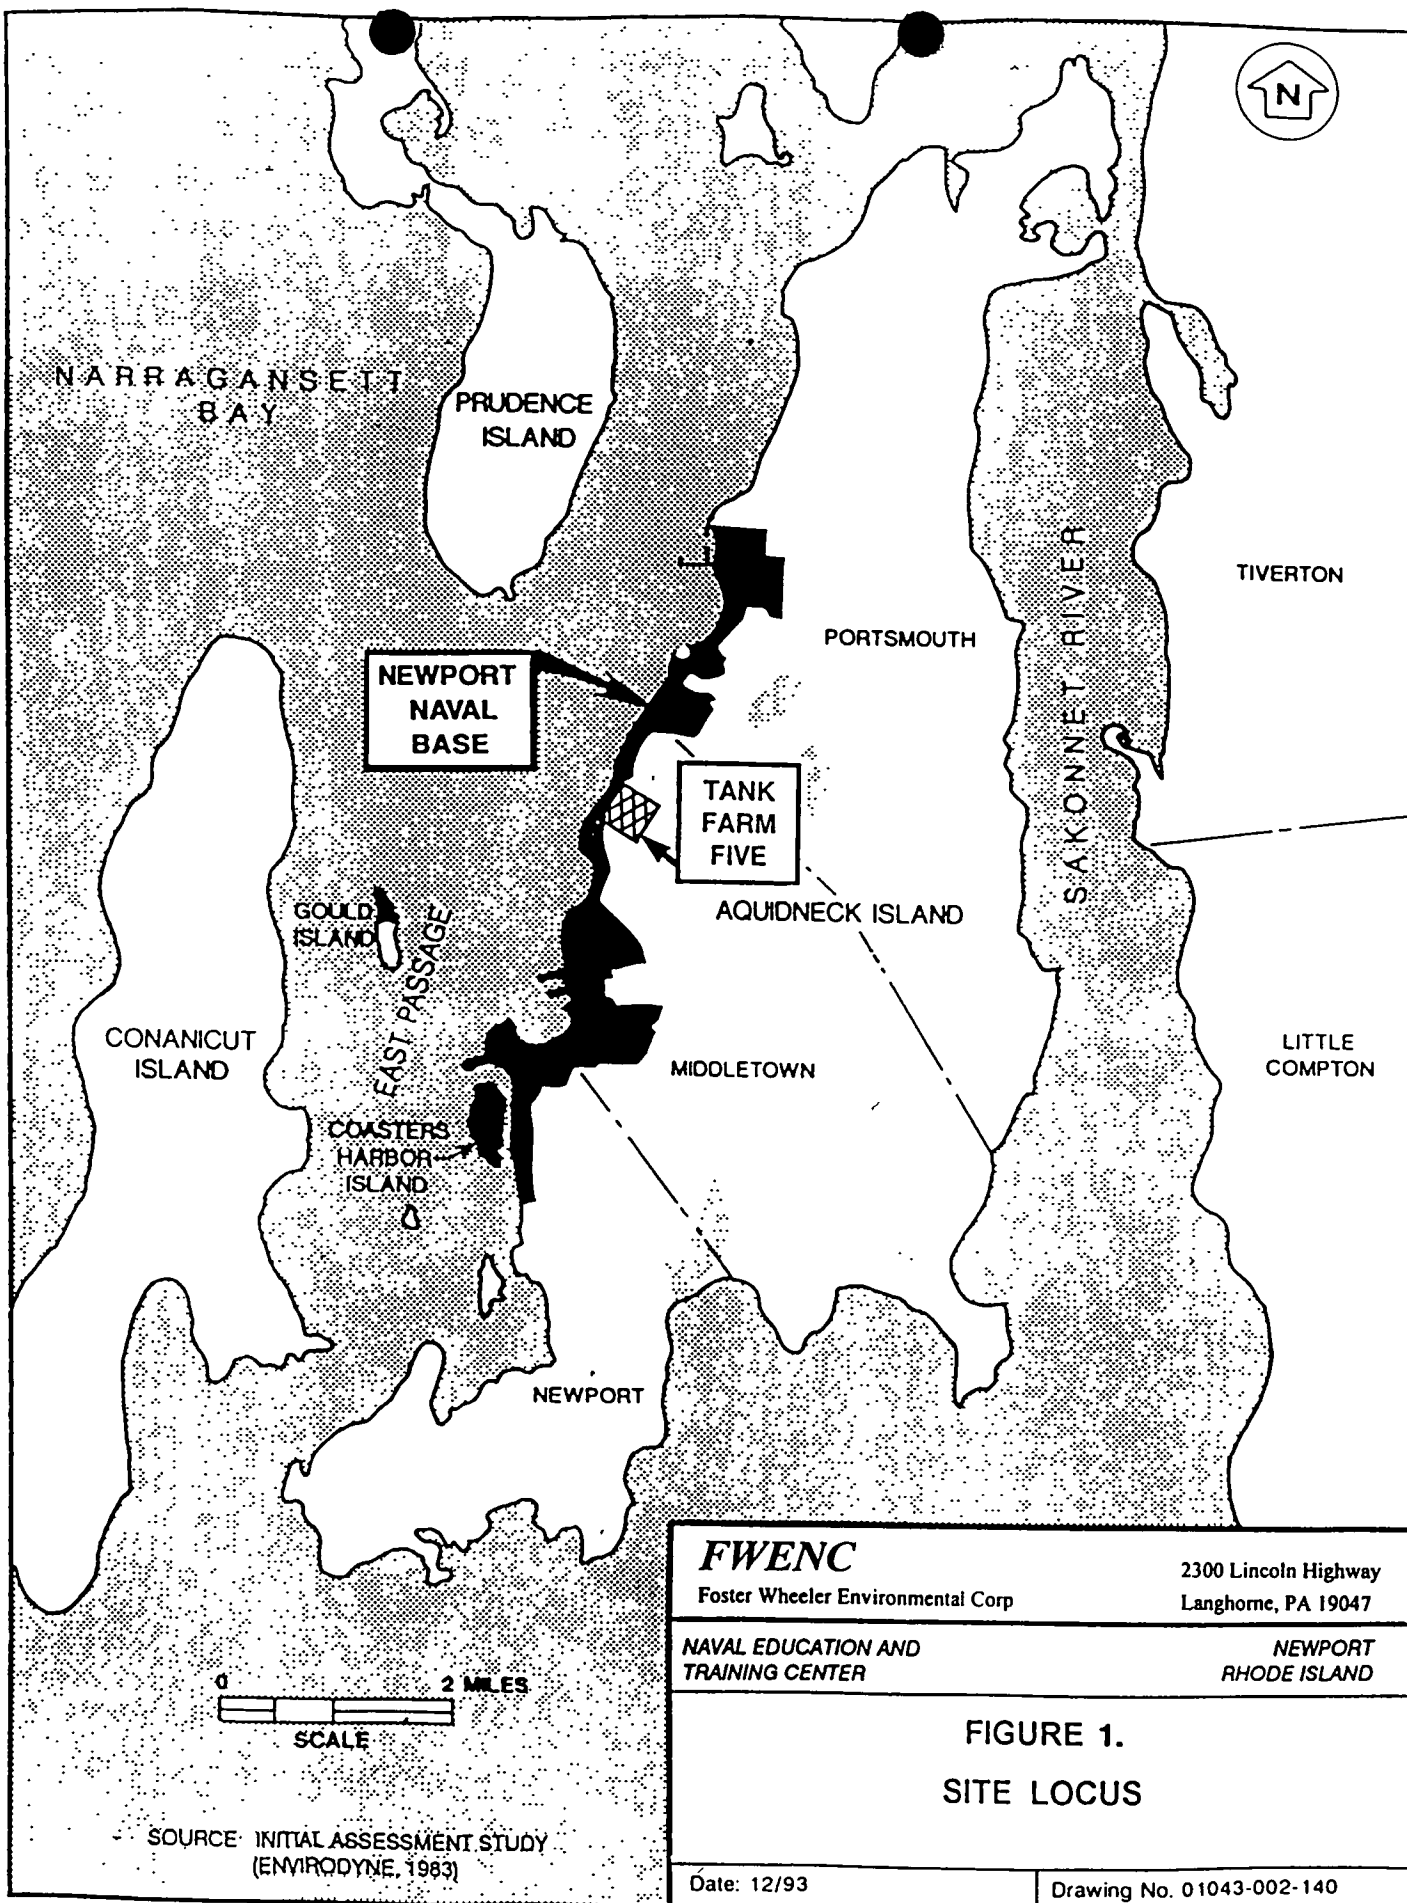 N
NARRAGANSETT
BAY
PRUDENCE
ISLAND
TIVERTON
PORTSMOUTH
SAKONNET RIVER
NEWPORT
NAVAL
BASE
TANK
FARM
FIVE
GOULD
ISLAND
EAST PASSAGE
AQUIDNECK ISLAND
CONANICUT
ISLAND
MIDDLETOWN
LITTLE
COMPTON
COASTERS
HARBOR
ISLAND
NEWPORT
0 2 MILES
SCALE
SOURCE: INITIAL ASSESSMENT STUDY
(ENVIRODYNE, 1983)
FWENC
Foster Wheeler Environmental Corp
2300 Lincoln Highway
Langhorne, PA 19047
NAVAL EDUCATION AND
TRAINING CENTER
NEWPORT
RHODE ISLAND
FIGURE 1.
SITE LOCUS
Date: 12/93
Drawing No. 01043-002-140